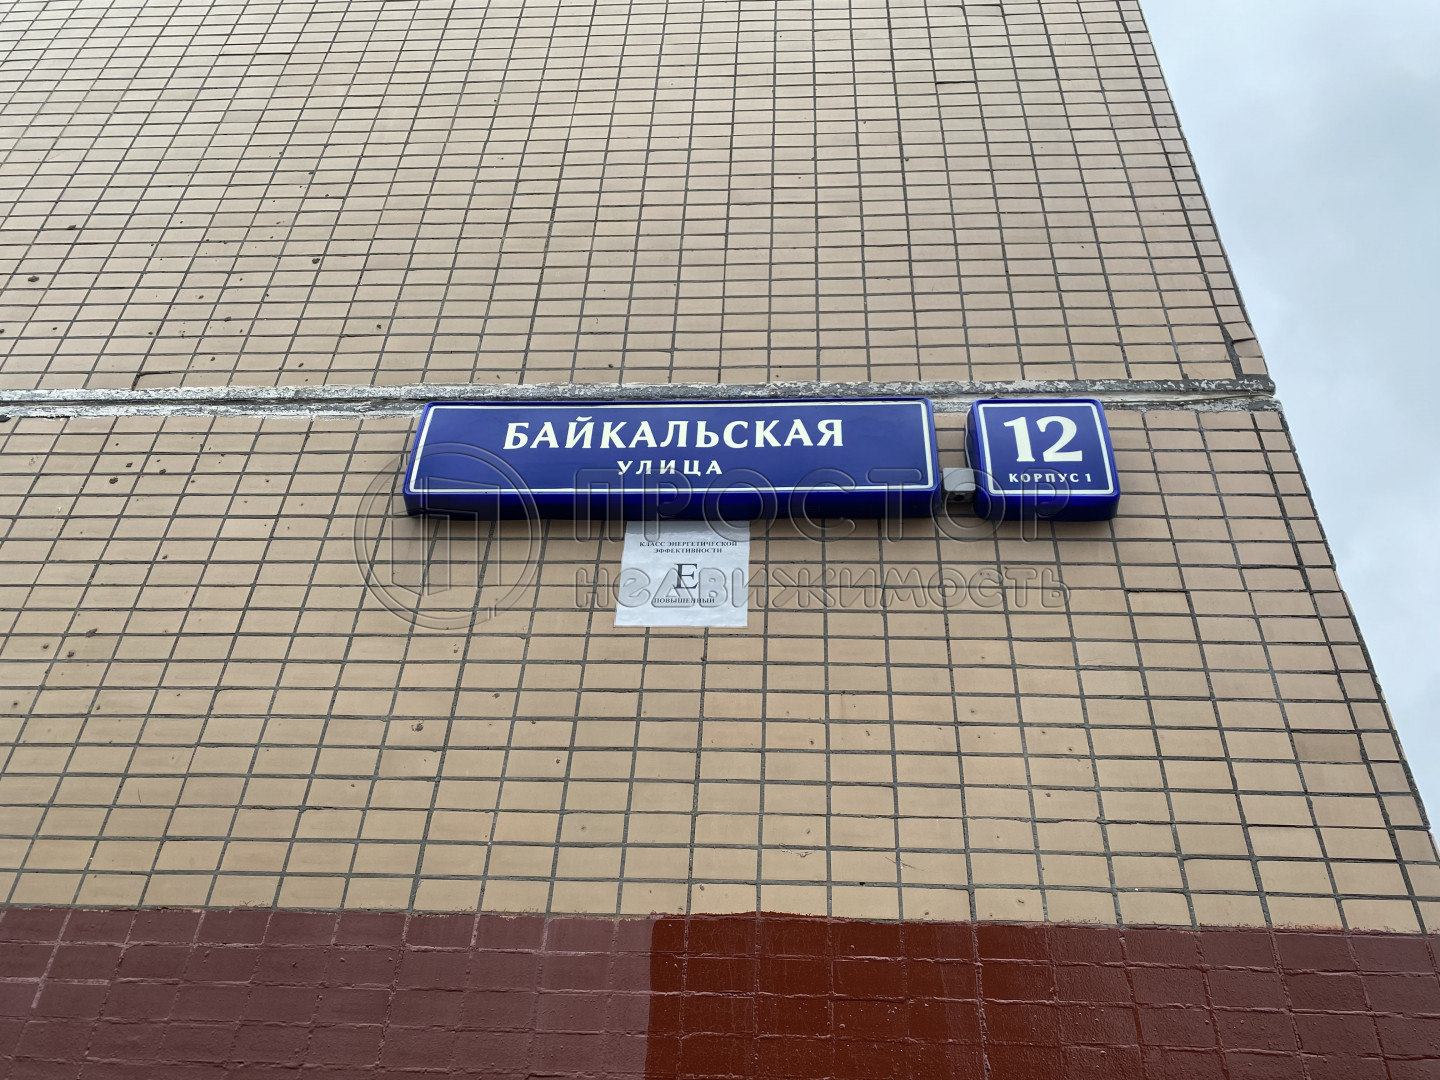 БАЙКАЛЬСКАЯ
УЛИЦА
12
КОРПУС 1
КЛАСС ЭНЕРГЕТИЧЕСКОЙ
ЭФФЕКТИВНОСТИ
E
ПОВЫШЕННЫЙ
ПРОСТОР
недвижимость